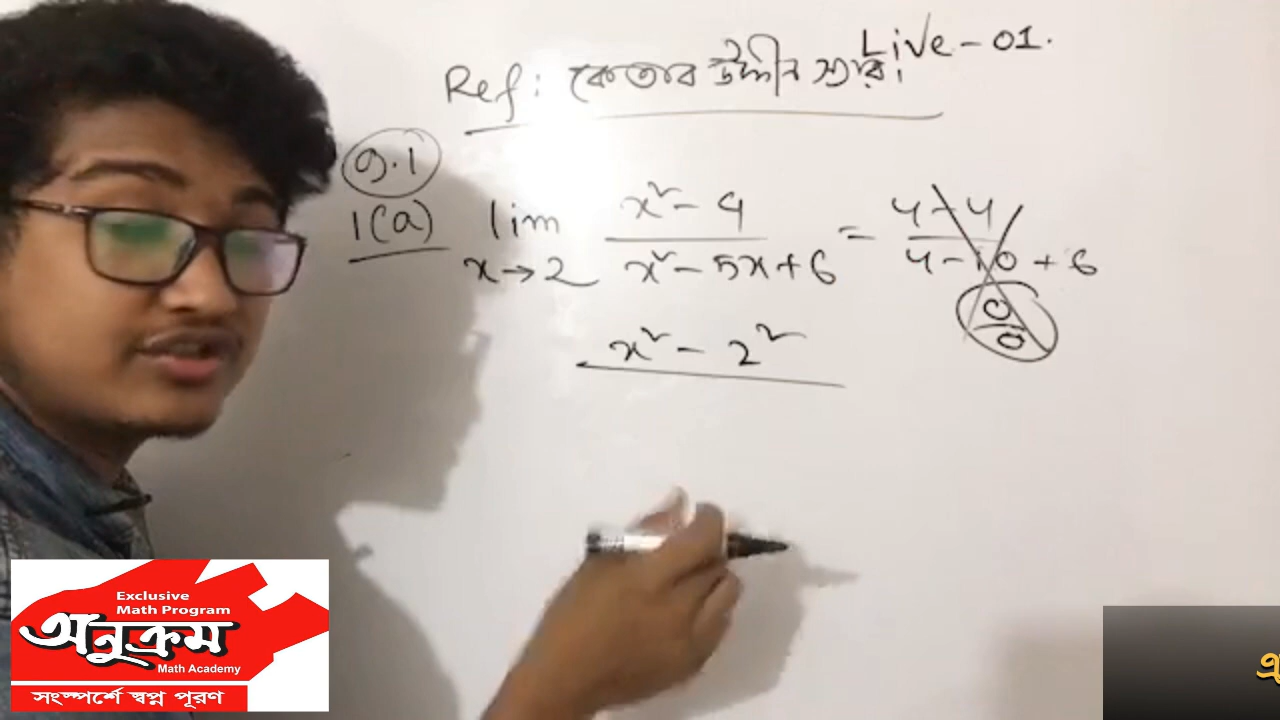 Live - 01.
Ref: কেতাব উদ্দীন স্যার।
9.1
1(a) lim x→2 x² - 4 / x² - 5x + 6 = 4 - 4 / 4 - 10 + 6
0/0
x² - 2²
Exclusive
Math Program
অনুক্রম
Math Academy
সংস্পর্শে স্বপ্ন পূরণ
এ